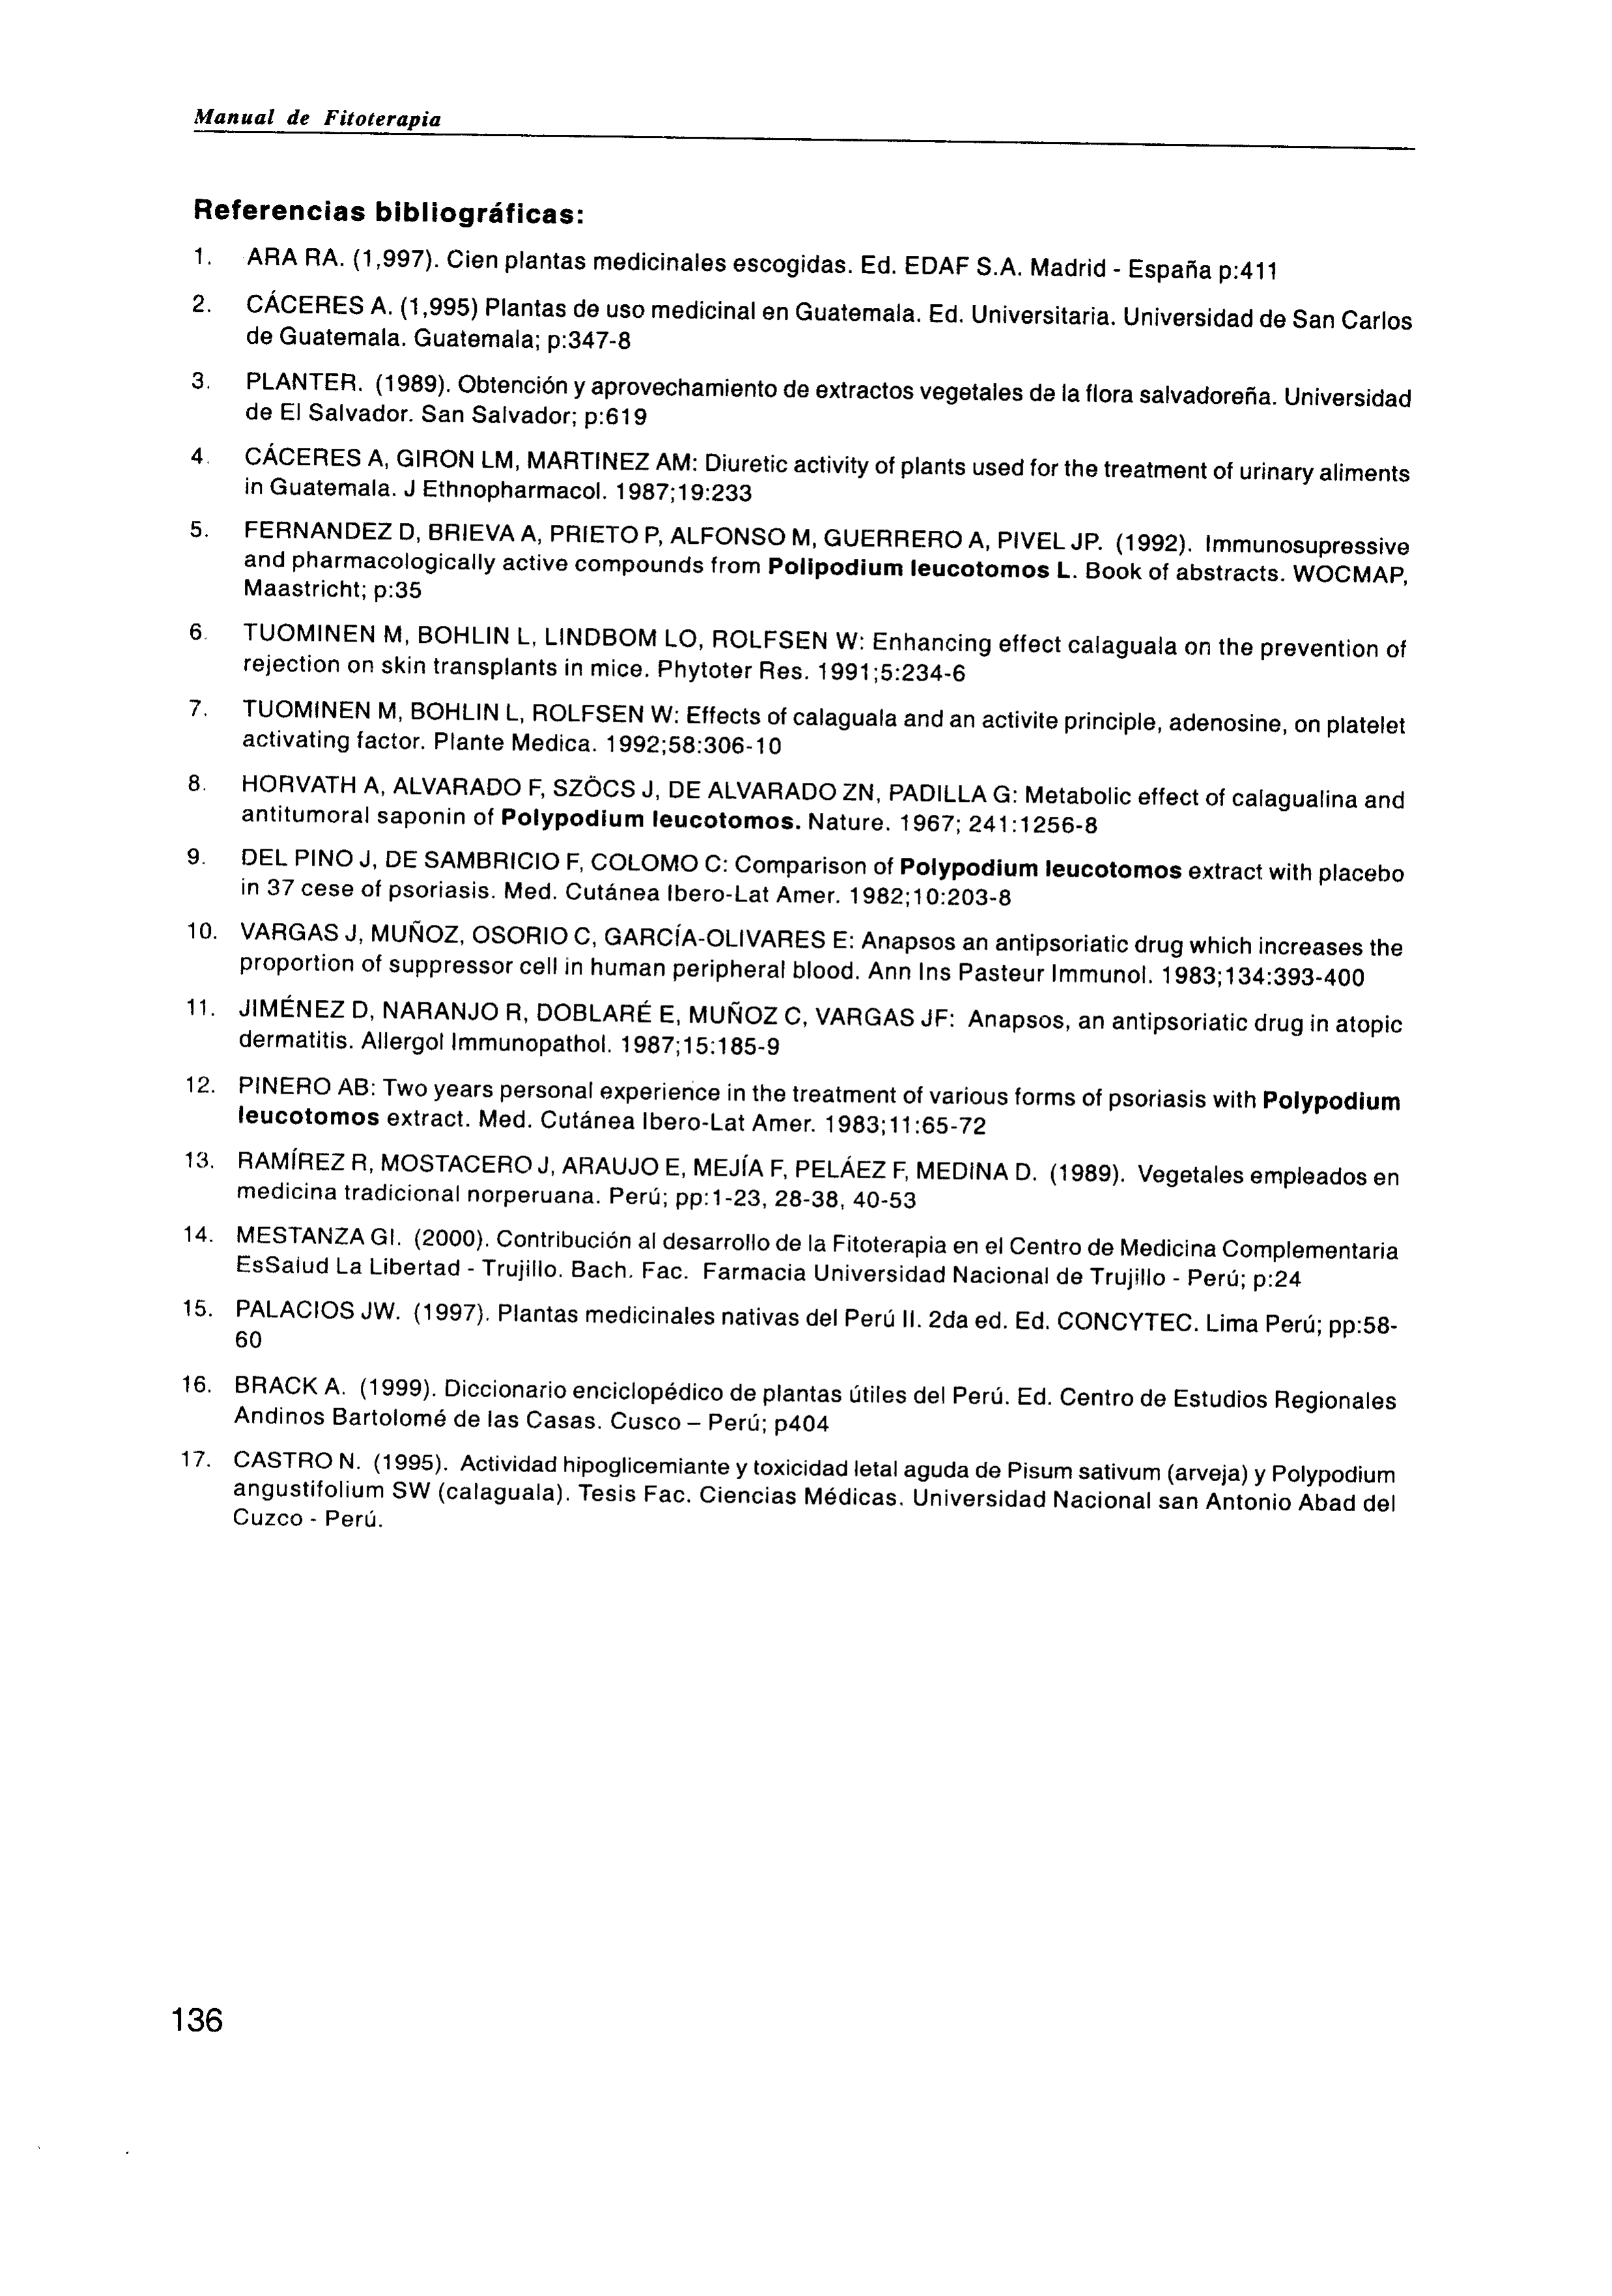 Manual de Fitoterapia
Referencias bibliográficas:
1. ARA RA. (1,997). Cien plantas medicinales escogidas. Ed. EDAF S.A. Madrid - España p:411
2. CÁCERES A. (1,995) Plantas de uso medicinal en Guatemala. Ed. Universitaria. Universidad de San Carlos
de Guatemala. Guatemala; p:347-8
3. PLANTER. (1989). Obtención y aprovechamiento de extractos vegetales de la flora salvadoreña. Universidad
de El Salvador. San Salvador; p:619
4. CÁCERES A, GIRON LM, MARTINEZ AM: Diuretic activity of plants used for the treatment of urinary aliments
in Guatemala. J Ethnopharmacol. 1987;19:233
5. FERNANDEZ D, BRIEVA A, PRIETO P, ALFONSO M, GUERRERO A, PIVEL JP. (1992). Immunosupressive
and pharmacologically active compounds from Polipodium leucotomos L. Book of abstracts. WOCMAP,
Maastricht; p:35
6. TUOMINEN M, BOHLIN L, LINDBOM LO, ROLFSEN W: Enhancing effect calaguala on the prevention of
rejection on skin transplants in mice. Phytoter Res. 1991;5:234-6
7. TUOMINEN M, BOHLIN L, ROLFSEN W: Effects of calaguala and an activite principle, adenosine, on platelet
activating factor. Plante Medica. 1992;58:306-10
8. HORVATH A, ALVARADO F, SZÖCS J, DE ALVARADO ZN, PADILLA G: Metabolic effect of calagualina and
antitumoral saponin of Polypodium leucotomos. Nature. 1967; 241:1256-8
9. DEL PINO J, DE SAMBRICIO F, COLOMO C: Comparison of Polypodium leucotomos extract with placebo
in 37 cese of psoriasis. Med. Cutánea Ibero-Lat Amer. 1982;10:203-8
10. VARGAS J, MUÑOZ, OSORIO C, GARCÍA-OLIVARES E: Anapsos an antipsoriatic drug which increases the
proportion of suppressor cell in human peripheral blood. Ann Ins Pasteur Immunol. 1983;134:393-400
11. JIMÉNEZ D, NARANJO R, DOBLARÉ E, MUÑOZ C, VARGAS JF: Anapsos, an antipsoriatic drug in atopic
dermatitis. Allergol Immunopathol. 1987;15:185-9
12. PINERO AB: Two years personal experience in the treatment of various forms of psoriasis with Polypodium
leucotomos extract. Med. Cutánea Ibero-Lat Amer. 1983;11:65-72
13. RAMÍREZ R, MOSTACERO J, ARAUJO E, MEJÍA F, PELÁEZ F, MEDINA D. (1989). Vegetales empleados en
medicina tradicional norperuana. Perú; pp:1-23, 28-38, 40-53
14. MESTANZA GI. (2000). Contribución al desarrollo de la Fitoterapia en el Centro de Medicina Complementaria
EsSalud La Libertad - Trujillo. Bach. Fac. Farmacia Universidad Nacional de Trujillo - Perú; p:24
15. PALACIOS JW. (1997). Plantas medicinales nativas del Perú II. 2da ed. Ed. CONCYTEC. Lima Perú; pp:58-
60
16. BRACK A. (1999). Diccionario enciclopédico de plantas útiles del Perú. Ed. Centro de Estudios Regionales
Andinos Bartolomé de las Casas. Cusco – Perú; p404
17. CASTRO N. (1995). Actividad hipoglicemiante y toxicidad letal aguda de Pisum sativum (arveja) y Polypodium
angustifolium SW (calaguala). Tesis Fac. Ciencias Médicas. Universidad Nacional san Antonio Abad del
Cuzco - Perú.
136